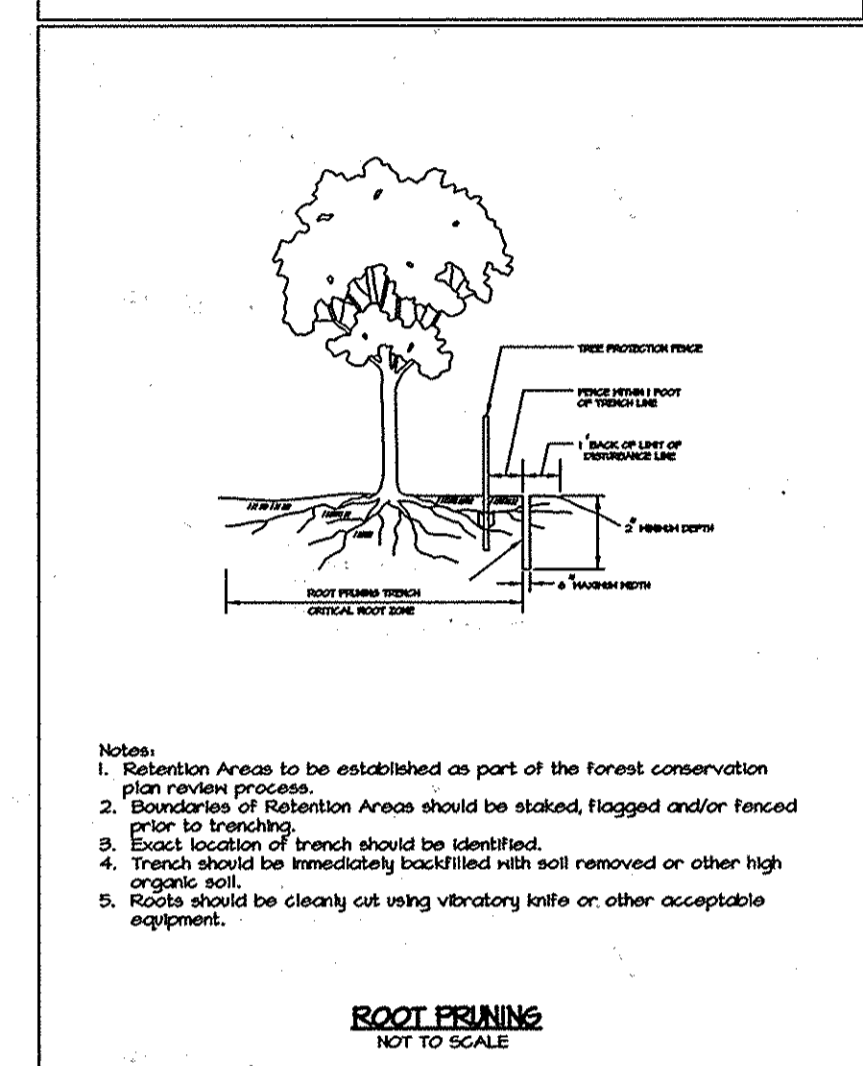 TREE PROTECTION FENCE
FENCE WITHIN 1 FOOT
OF TRENCH LINE
1' BACK OF LIMIT OF
DISTURBANCE LINE
2" MINIMUM DEPTH
6" MAXIMUM WIDTH
ROOT PRUNING TRENCH
CRITICAL ROOT ZONE
Notes:
1. Retention Areas to be established as part of the forest conservation
plan review process.
2. Boundaries of Retention Areas should be staked, flagged and/or fenced
prior to trenching.
3. Exact location of trench should be identified.
4. Trench should be immediately backfilled with soil removed or other high
organic soil.
5. Roots should be cleanly cut using vibratory knife or other acceptable
equipment.
ROOT PRUNING
NOT TO SCALE